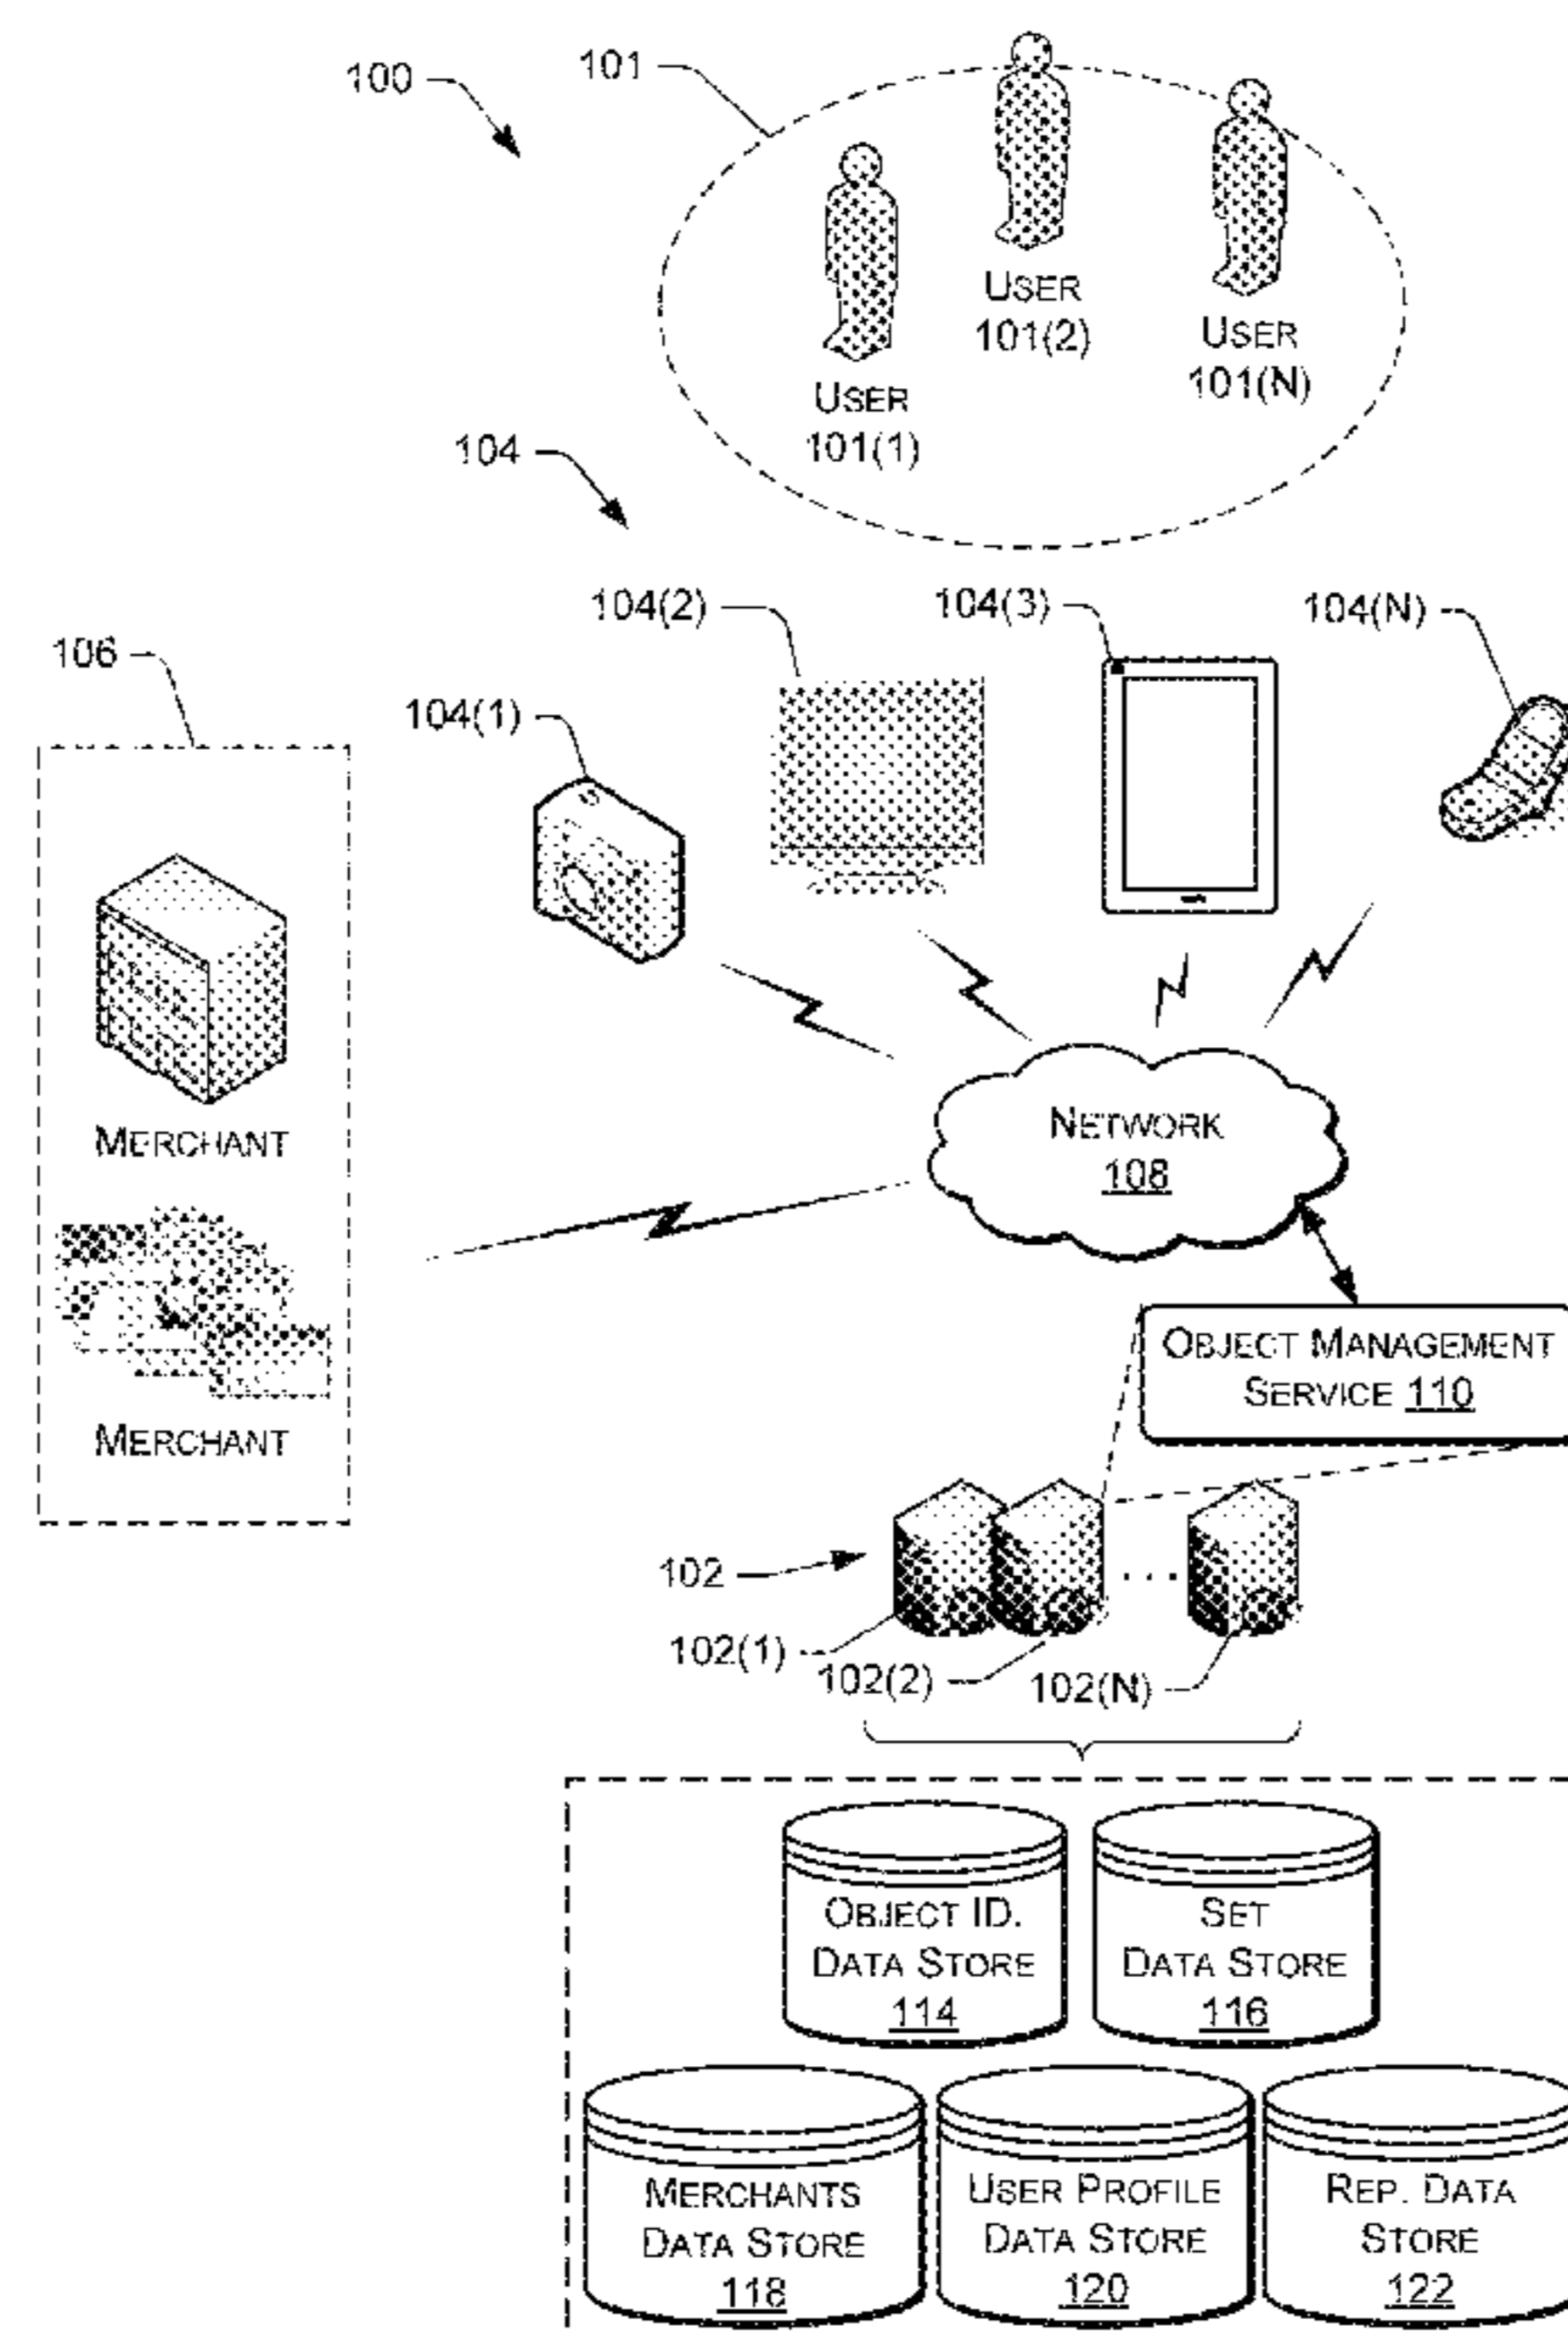 100
101
USER
101(1)
USER
101(2)
USER
101(N)
104
104(1)
104(2)
104(3)
104(N)
106
MERCHANT
MERCHANT
NETWORK
108
OBJECT MANAGEMENT
SERVICE 110
102
102(1)
102(2)
...
102(N)
OBJECT ID.
DATA STORE
114
SET
DATA STORE
116
MERCHANTS
DATA STORE
118
USER PROFILE
DATA STORE
120
REP. DATA
STORE
122